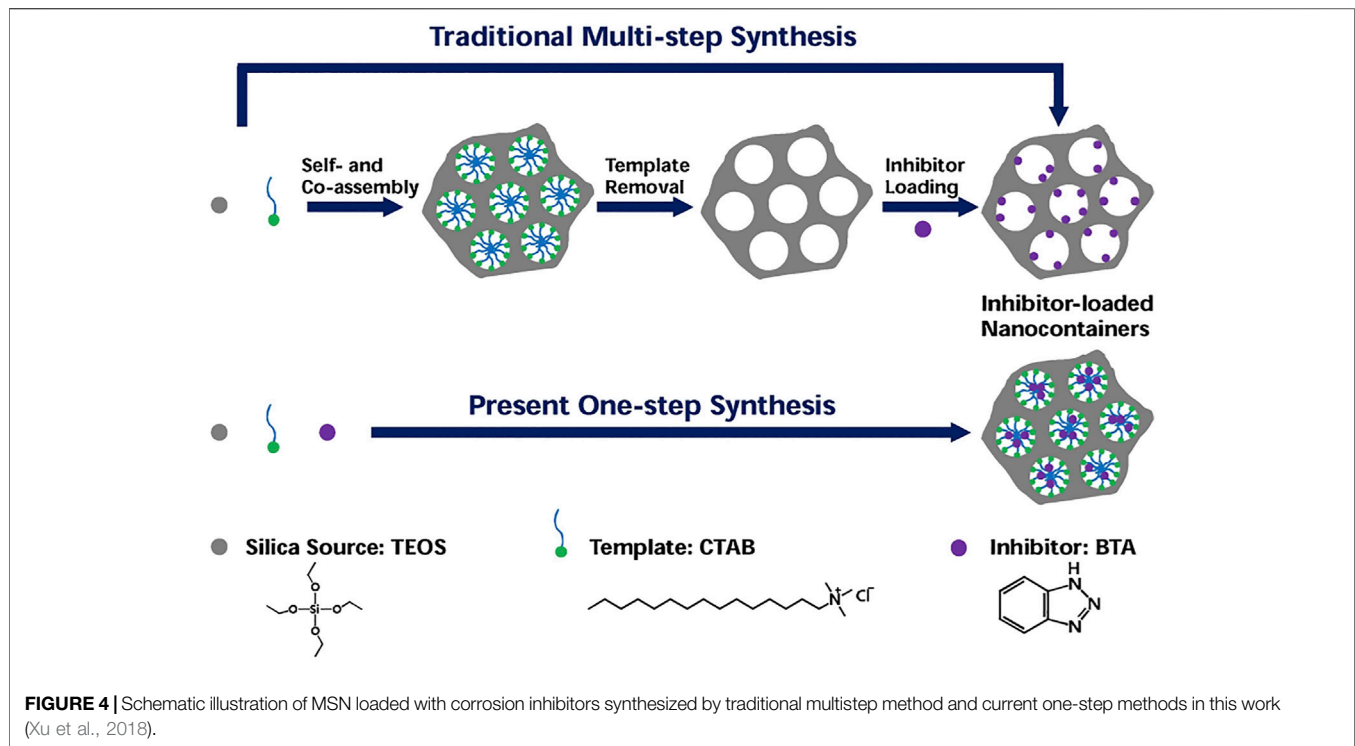 Traditional Multi-step Synthesis
Self- and
Co-assembly
Template
Removal
Inhibitor
Loading
Inhibitor-loaded
Nanocontainers
Present One-step Synthesis
Silica Source: TEOS
Template: CTAB
Inhibitor: BTA
O
O-Si-O
O
N+ Cl-
H
N
N
N
FIGURE 4 | Schematic illustration of MSN loaded with corrosion inhibitors synthesized by traditional multistep method and current one-step methods in this work
(Xu et al., 2018).